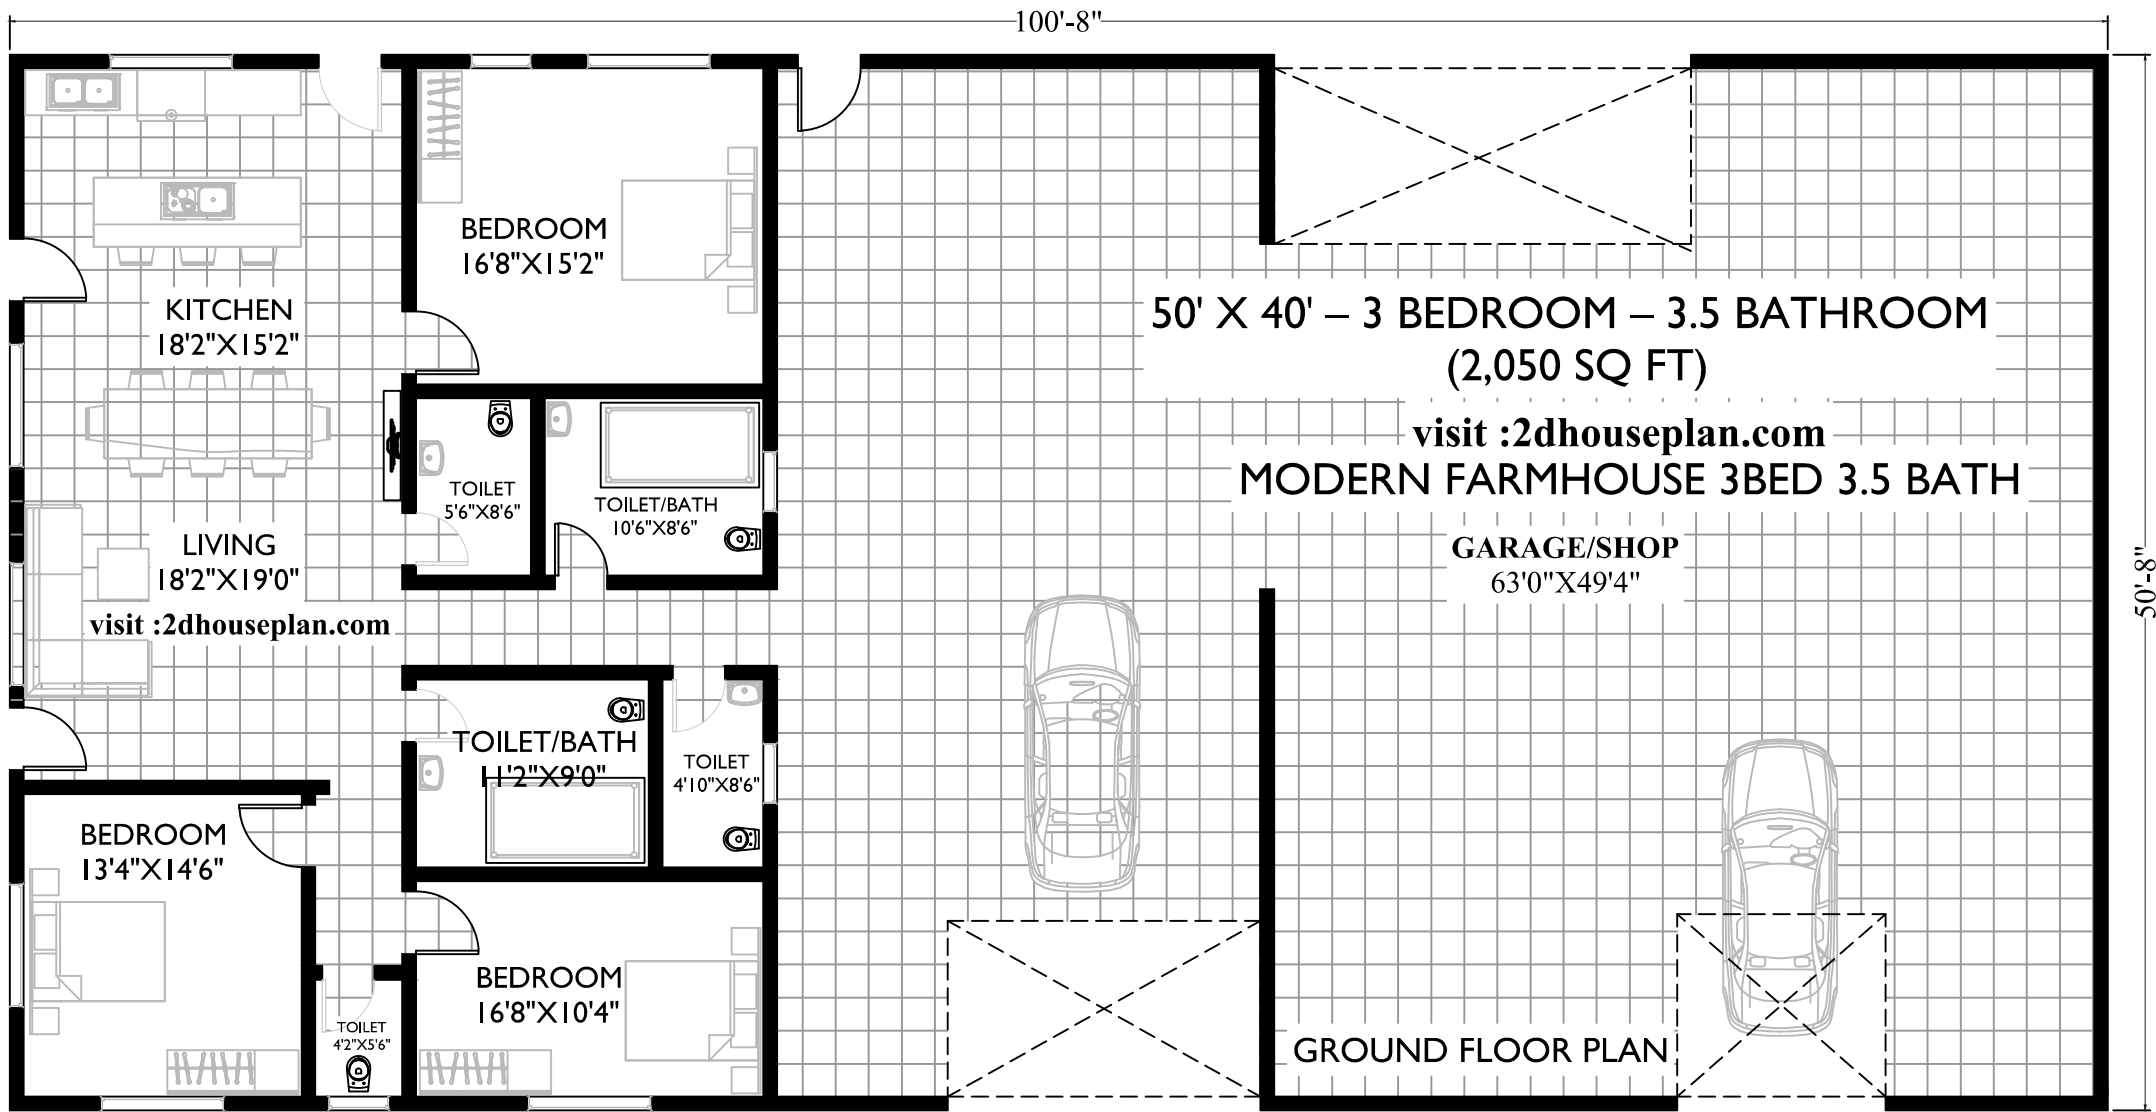 100'-8"
BEDROOM
16'8"X15'2"
KITCHEN
18'2"X15'2"
50' X 40' – 3 BEDROOM – 3.5 BATHROOM
(2,050 SQ FT)
visit :2dhouseplan.com
MODERN FARMHOUSE 3BED 3.5 BATH
TOILET
5'6"X8'6"
TOILET/BATH
10'6"X8'6"
LIVING
18'2"X19'0"
visit :2dhouseplan.com
GARAGE/SHOP
63'0"X49'4"
50'-8"
TOILET/BATH
11'2"X9'0"
TOILET
4'10"X8'6"
BEDROOM
13'4"X14'6"
BEDROOM
16'8"X10'4"
TOILET
4'2"X5'6"
GROUND FLOOR PLAN